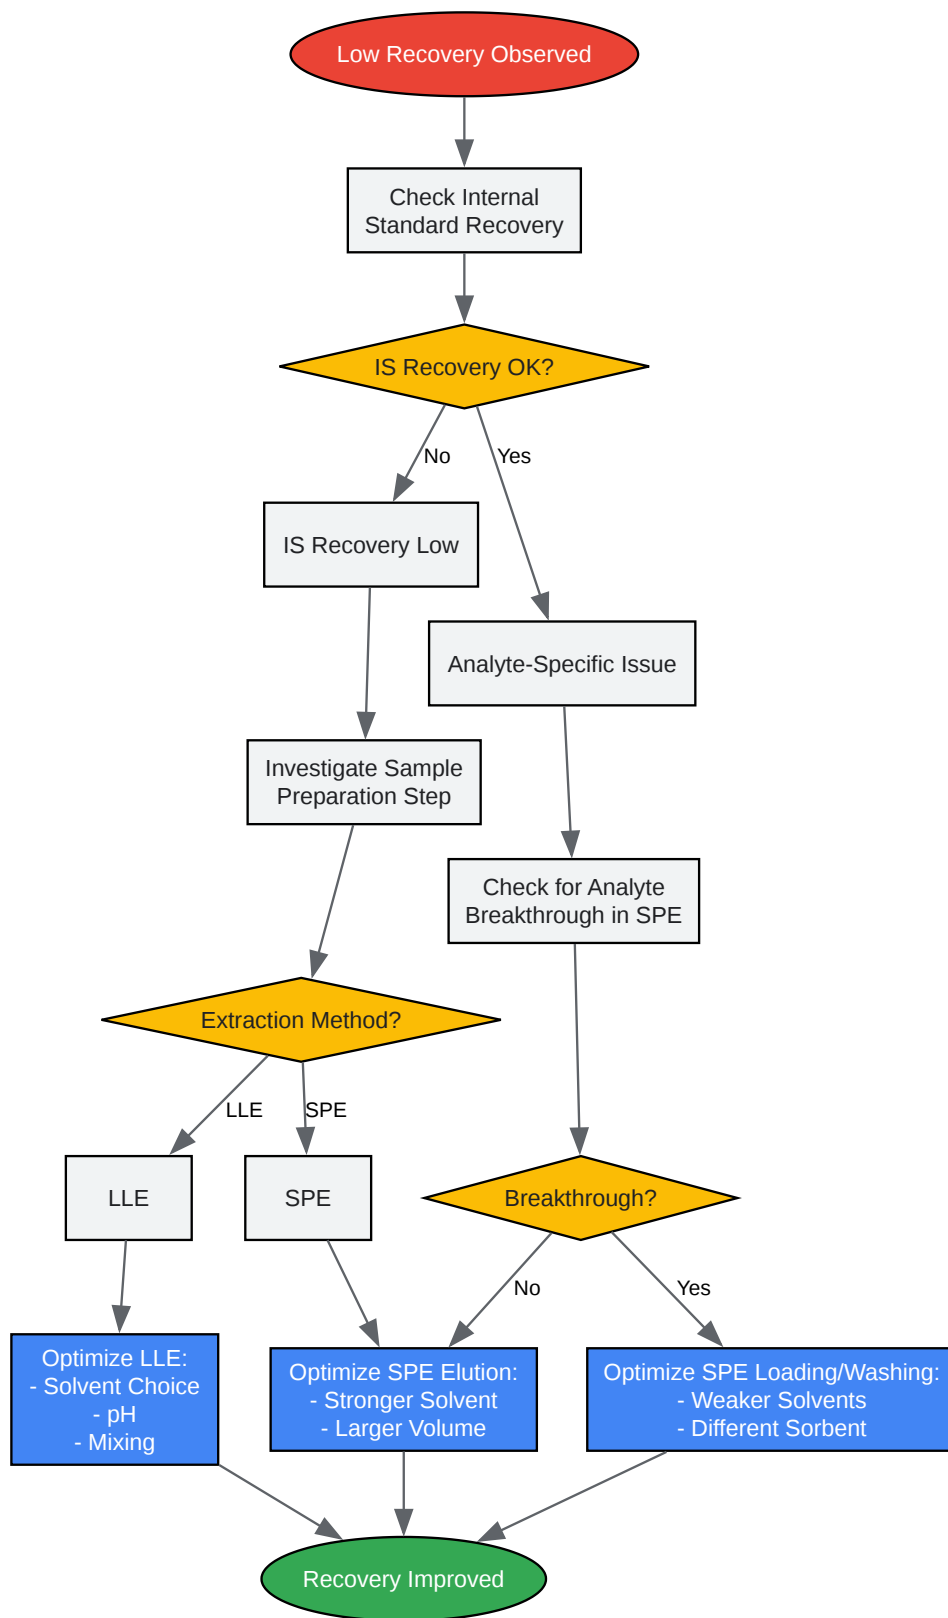 Low Recovery Observed
Check Internal
Standard Recovery
IS Recovery OK?
No
Yes
IS Recovery Low
Analyte-Specific Issue
Investigate Sample
Preparation Step
Check for Analyte
Breakthrough in SPE
Extraction Method?
LLE
SPE
LLE
SPE
Breakthrough?
No
Yes
Optimize LLE:
- Solvent Choice
- pH
- Mixing
Optimize SPE Elution:
- Stronger Solvent
- Larger Volume
Optimize SPE Loading/Washing:
- Weaker Solvents
- Different Sorbent
Recovery Improved